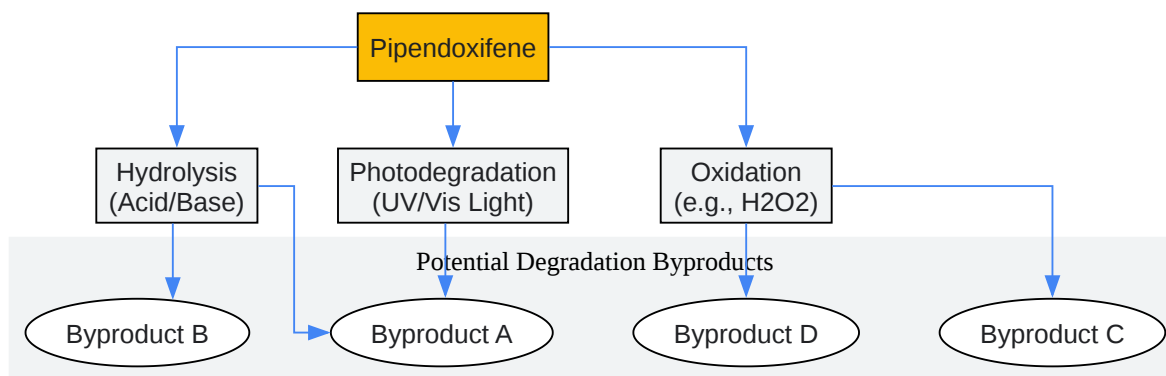 Pipendoxifene
Hydrolysis
(Acid/Base)
Photodegradation
(UV/Vis Light)
Oxidation
(e.g., H2O2)
Potential Degradation Byproducts
Byproduct B
Byproduct A
Byproduct D
Byproduct C